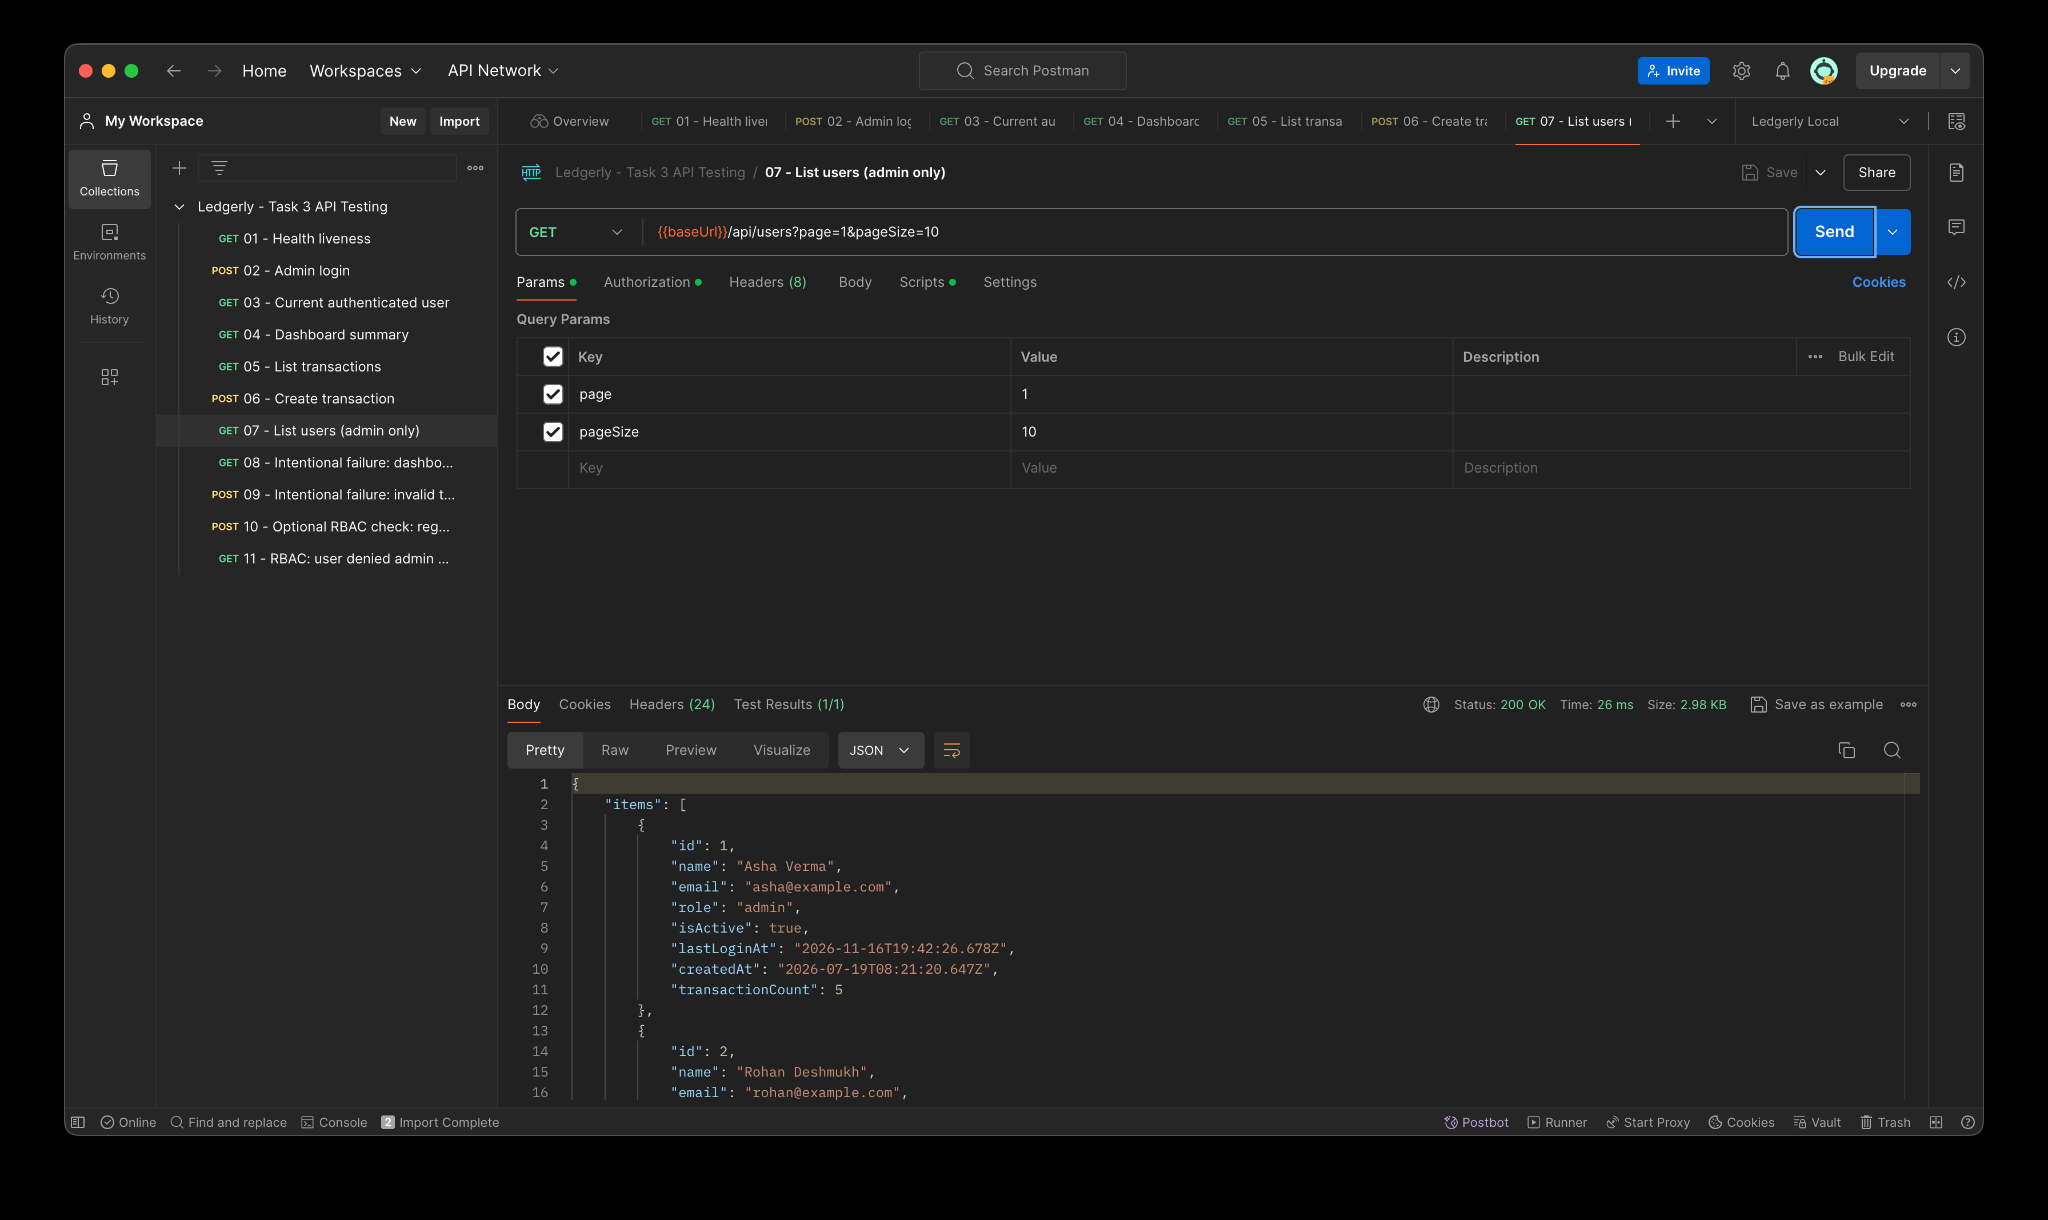 Home Workspaces API Network Search Postman Invite Upgrade
My Workspace New Import
Overview GET 01 - Health liver POST 02 - Admin log GET 03 - Current au GET 04 - Dashboard GET 05 - List transa POST 06 - Create tra GET 07 - List users ( Ledgerly Local
Collections
Environments
History
Ledgerly - Task 3 API Testing
GET 01 - Health liveness
POST 02 - Admin login
GET 03 - Current authenticated user
GET 04 - Dashboard summary
GET 05 - List transactions
POST 06 - Create transaction
GET 07 - List users (admin only)
GET 08 - Intentional failure: dashbo...
POST 09 - Intentional failure: invalid t...
POST 10 - Optional RBAC check: reg...
GET 11 - RBAC: user denied admin ...
HTTP Ledgerly - Task 3 API Testing / 07 - List users (admin only) Save Share
GET {{baseUrl}}/api/users?page=1&pageSize=10 Send
Params Authorization Headers (8) Body Scripts Settings Cookies
Query Params
Key Value Description Bulk Edit
page 1
pageSize 10
Key Value Description
Body Cookies Headers (24) Test Results (1/1) Status: 200 OK Time: 26 ms Size: 2.98 KB Save as example
Pretty Raw Preview Visualize JSON
1 {
2 "items": [
3 {
4 "id": 1,
5 "name": "Asha Verma",
6 "email": "asha@example.com",
7 "role": "admin",
8 "isActive": true,
9 "lastLoginAt": "2026-11-16T19:42:26.678Z",
10 "createdAt": "2026-07-19T08:21:20.647Z",
11 "transactionCount": 5
12 },
13 {
14 "id": 2,
15 "name": "Rohan Deshmukh",
16 "email": "rohan@example.com",
Online Find and replace Console 2 Import Complete Postbot Runner Start Proxy Cookies Vault Trash